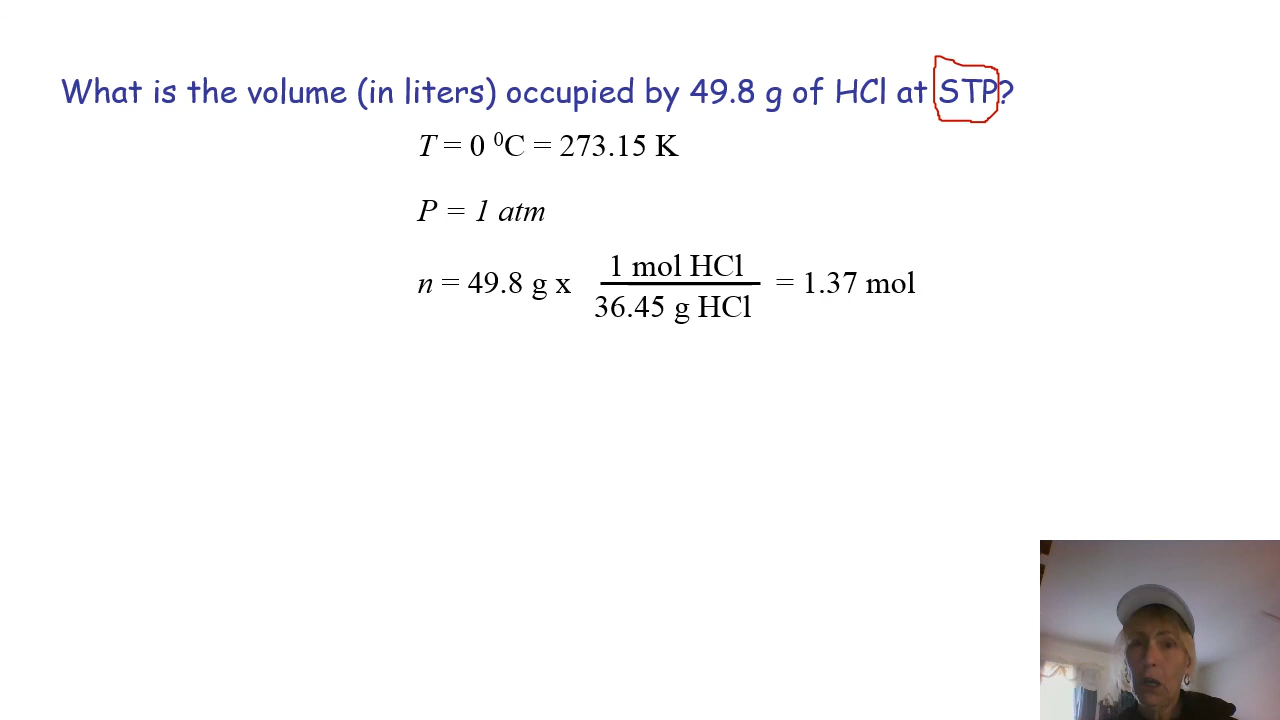 What is the volume (in liters) occupied by 49.8 g of HCl at STP?
T = 0 ⁰C = 273.15 K
P = 1 atm
n = 49.8 g x 1 mol HCl / 36.45 g HCl = 1.37 mol